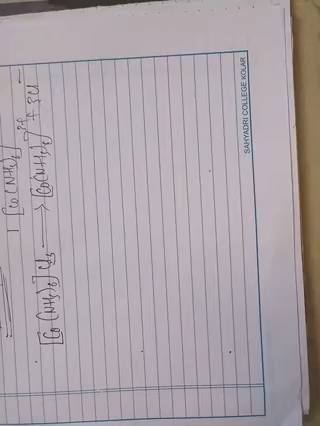 [Co(NH₃)₆]
[Co(NH₃)₆] Cl₃ ⟶ [Co(NH₃)₆]³⁺ + 3Cl⁻
SAHYADRI COLLEGE KOLAR